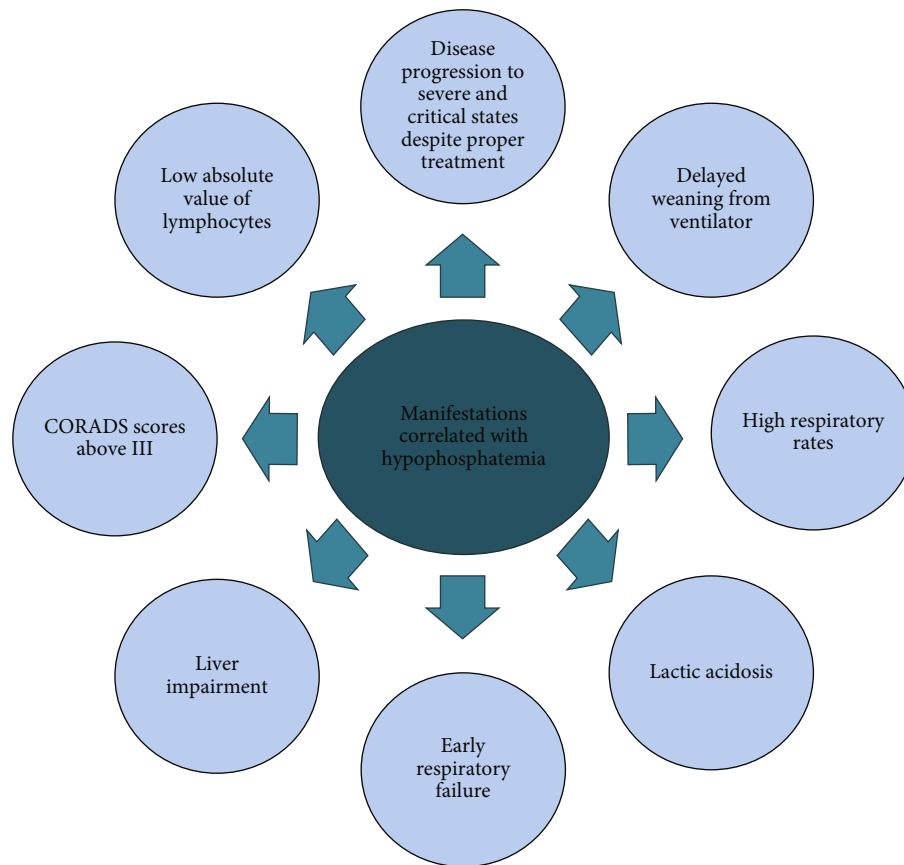 Disease
progression to
severe and
critical states
despite proper
treatment
Low absolute
value of
lymphocytes
Delayed
weaning from
ventilator
CORADS scores
above III
Manifestations
correlated with
hypophosphatemia
High respiratory
rates
Liver
impairment
Lactic acidosis
Early
respiratory
failure